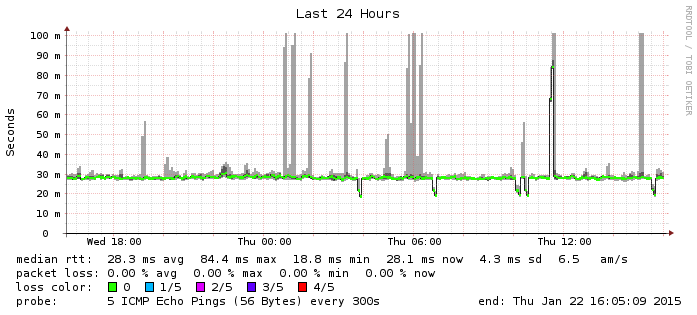 Last 24 Hours
RRDTOOL / TOBI OETIKER
Seconds
100 m
90 m
80 m
70 m
60 m
50 m
40 m
30 m
20 m
10 m
0
Wed 18:00 Thu 00:00 Thu 06:00 Thu 12:00
median rtt: 28.3 ms avg 84.4 ms max 18.8 ms min 28.1 ms now 4.3 ms sd 6.5 am/s
packet loss: 0.00 % avg 0.00 % max 0.00 % min 0.00 % now
loss color: 0 1/5 2/5 3/5 4/5
probe: 5 ICMP Echo Pings (56 Bytes) every 300s end: Thu Jan 22 16:05:09 2015